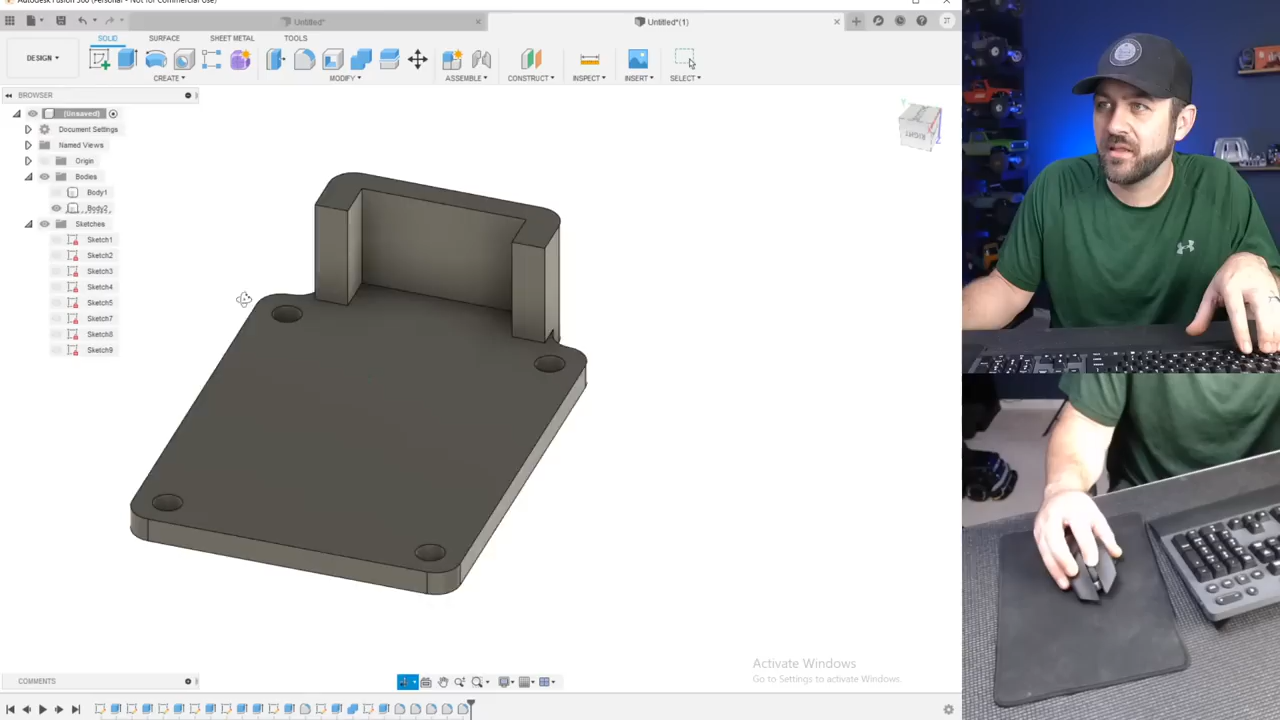 Autodesk Fusion 360 (Personal - Not for Commercial Use)
Untitled*
Untitled*(1)
JT
DESIGN
SOLID
SURFACE
SHEET METAL
TOOLS
CREATE
MODIFY
ASSEMBLE
CONSTRUCT
INSPECT
INSERT
SELECT
BROWSER
(Unsaved)
Document Settings
Named Views
Origin
Bodies
Body1
Body2
Sketches
Sketch1
Sketch2
Sketch3
Sketch4
Sketch5
Sketch7
Sketch8
Sketch9
RIGHT
Activate Windows
Go to Settings to activate Windows.
COMMENTS